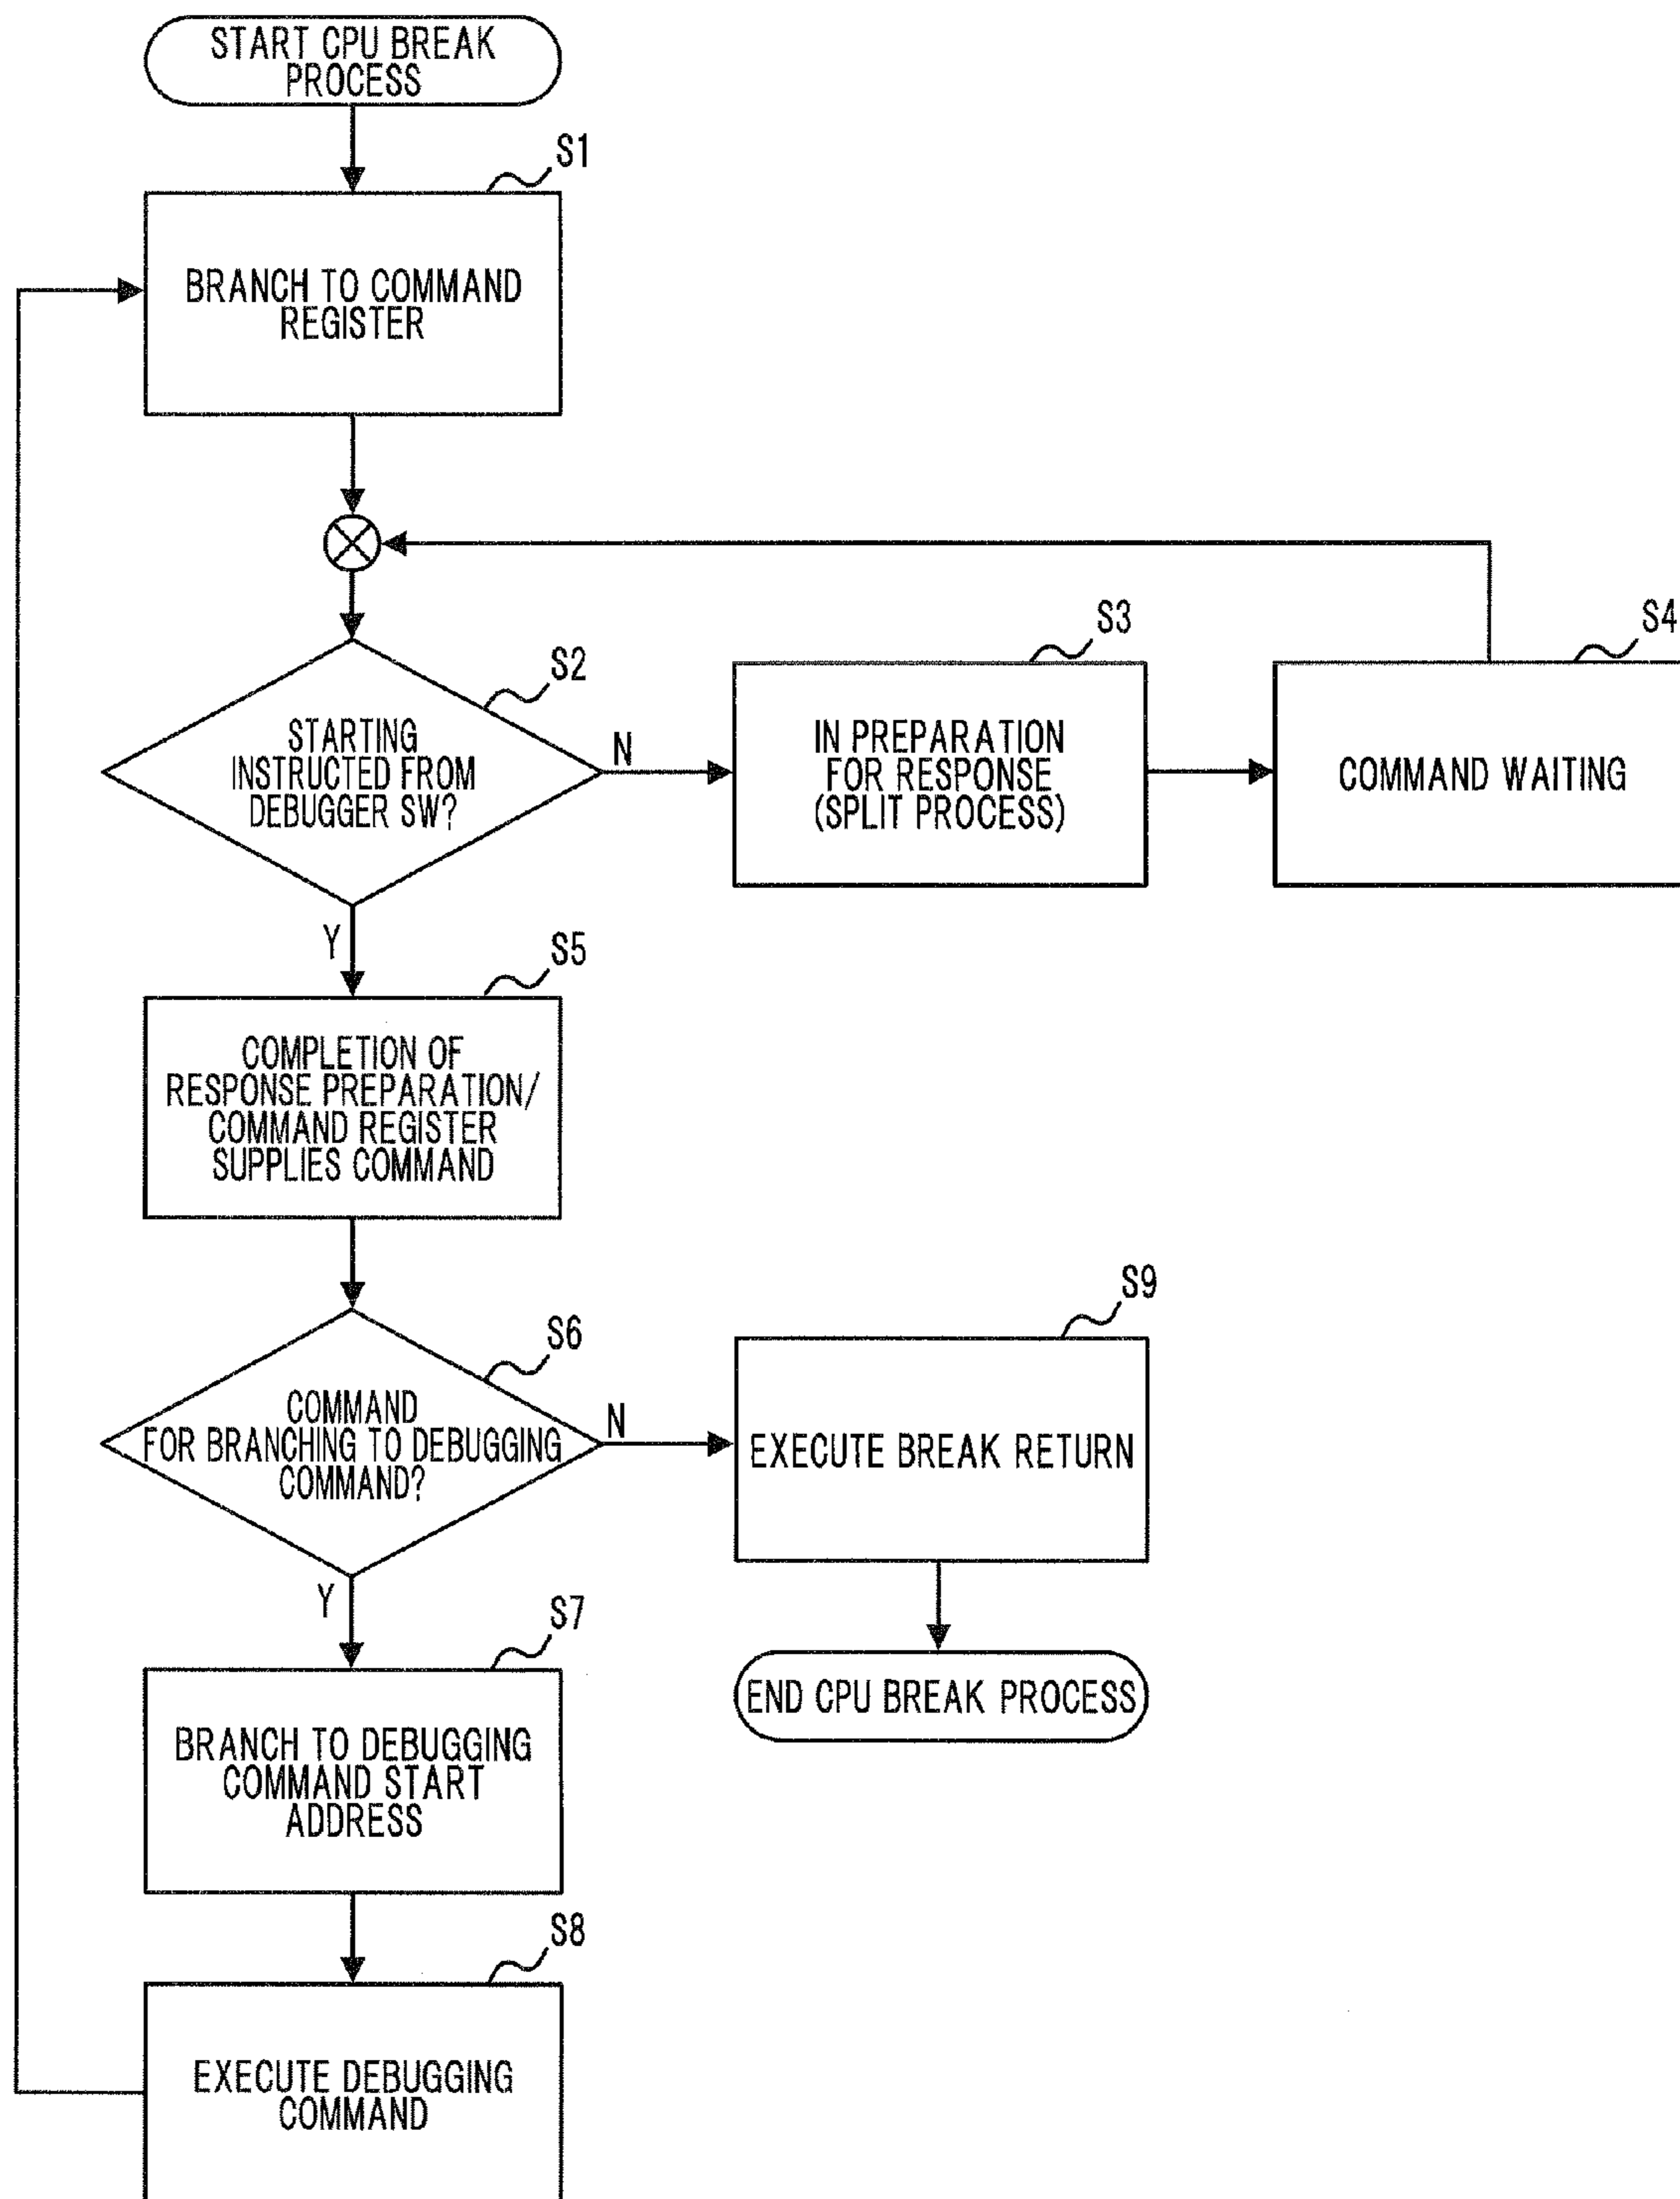 START CPU BREAK
PROCESS
S1
BRANCH TO COMMAND
REGISTER
S2
STARTING
INSTRUCTED FROM
DEBUGGER SW?
N
S3
IN PREPARATION
FOR RESPONSE
(SPLIT PROCESS)
S4
COMMAND WAITING
Y
S5
COMPLETION OF
RESPONSE PREPARATION/
COMMAND REGISTER
SUPPLIES COMMAND
S6
COMMAND
FOR BRANCHING TO DEBUGGING
COMMAND?
N
S9
EXECUTE BREAK RETURN
END CPU BREAK PROCESS
Y
S7
BRANCH TO DEBUGGING
COMMAND START
ADDRESS
S8
EXECUTE DEBUGGING
COMMAND